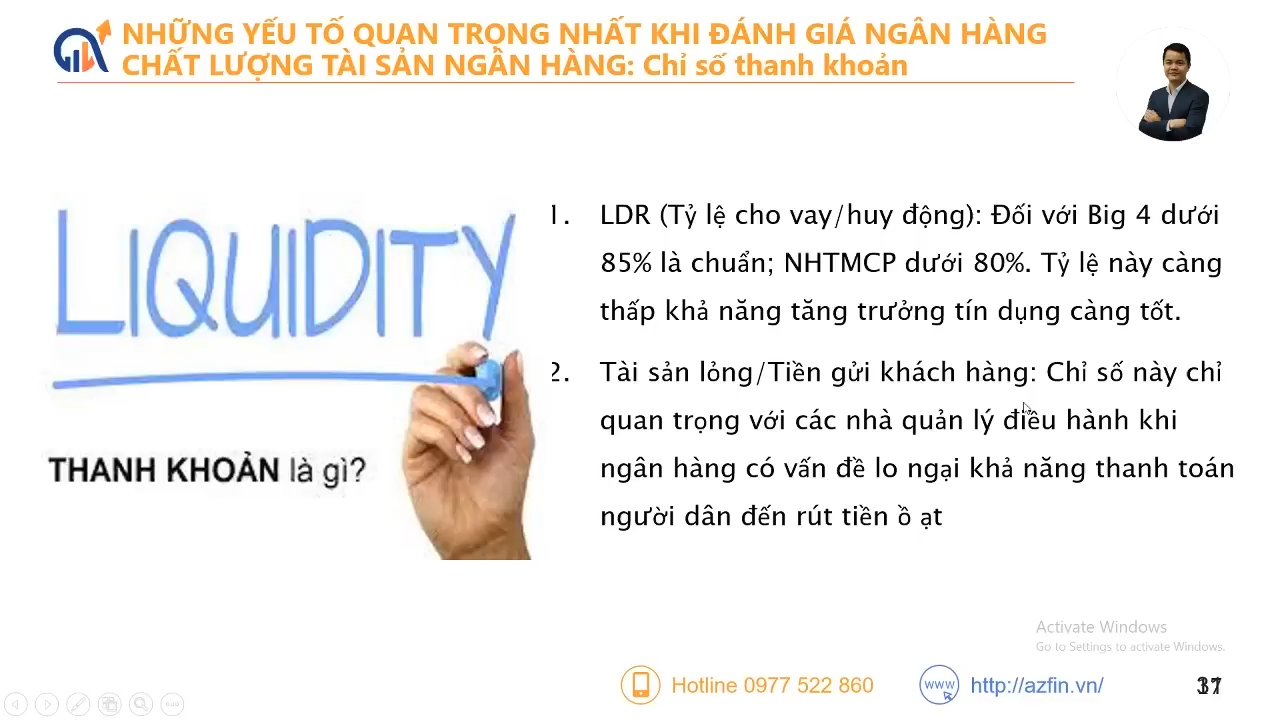 NHỮNG YẾU TỐ QUAN TRỌNG NHẤT KHI ĐÁNH GIÁ NGÂN HÀNG
CHẤT LƯỢNG TÀI SẢN NGÂN HÀNG: Chỉ số thanh khoản
LIQUIDITY
THANH KHOẢN là gì?
1. LDR (Tỷ lệ cho vay/huy động): Đối với Big 4 dưới
85% là chuẩn; NHTMCP dưới 80%. Tỷ lệ này càng
thấp khả năng tăng trưởng tín dụng càng tốt.
2. Tài sản lỏng/Tiền gửi khách hàng: Chỉ số này chỉ
quan trọng với các nhà quản lý điều hành khi
ngân hàng có vấn đề lo ngại khả năng thanh toán
người dân đến rút tiền ồ ạt
Activate Windows
Go to Settings to activate Windows.
Hotline 0977 522 860
www
http://azfin.vn/